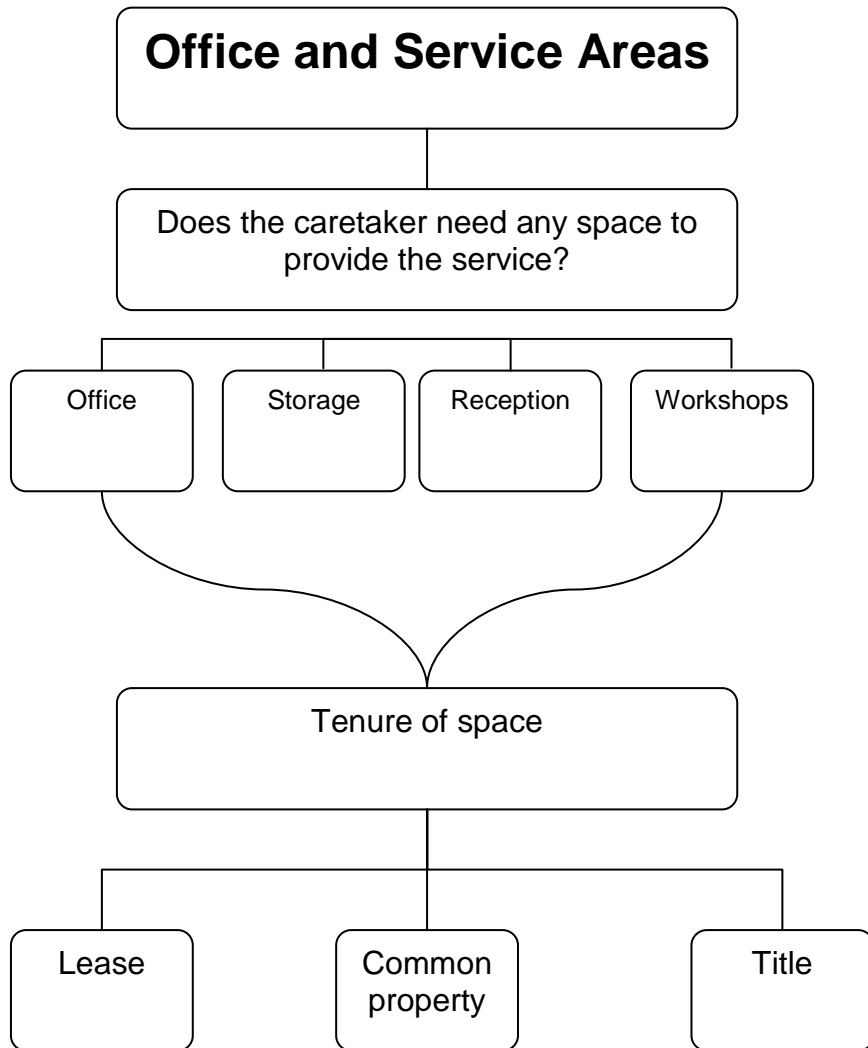 Office and Service Areas
Does the caretaker need any space to
provide the service?
Office
Storage
Reception
Workshops
Tenure of space
Lease
Common
property
Title